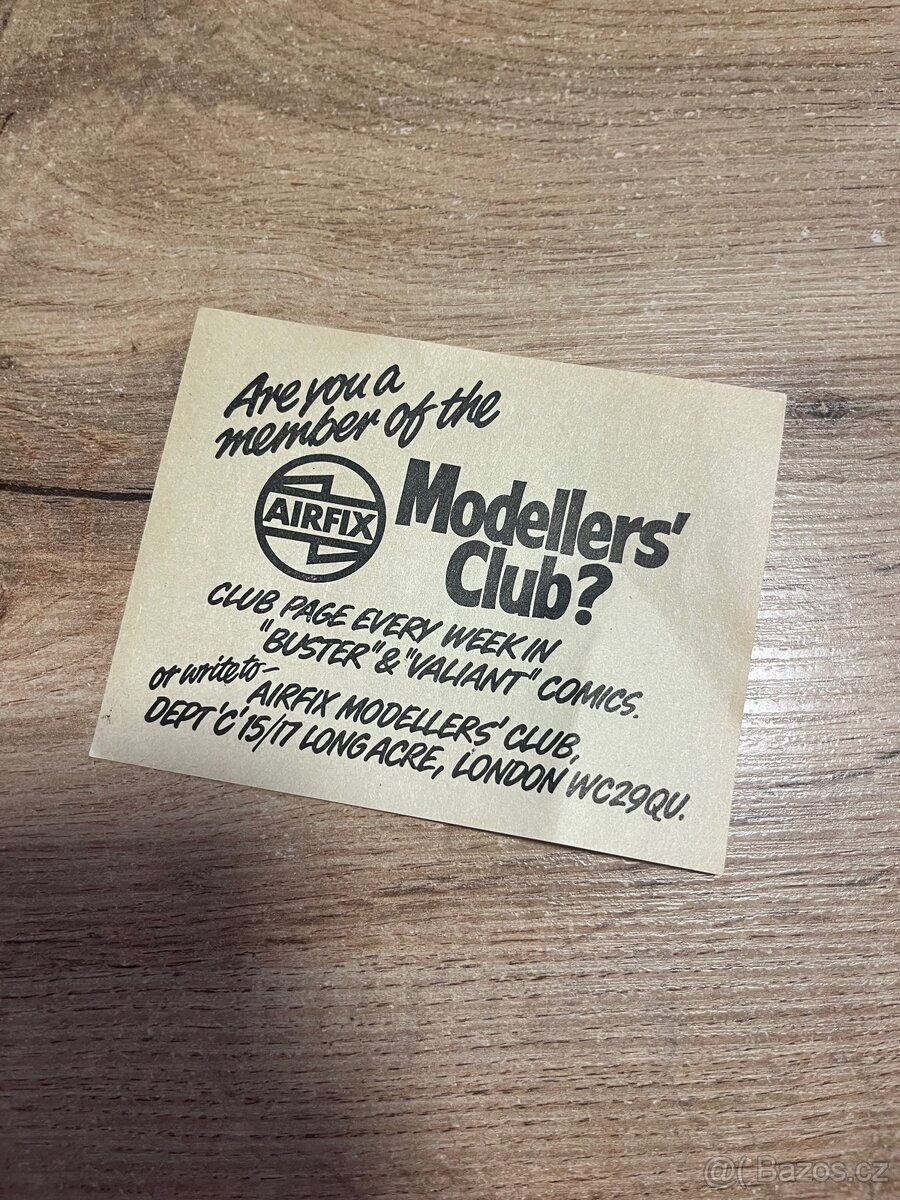 Are you a
member of the
AIRFIX Modellers'
Club?
CLUB PAGE EVERY WEEK IN
"BUSTER" & "VALIANT" COMICS.
or write to–
AIRFIX MODELLERS' CLUB,
DEPT 'C' 15/17 LONG ACRE, LONDON WC29QU.
@( Bazos.cz